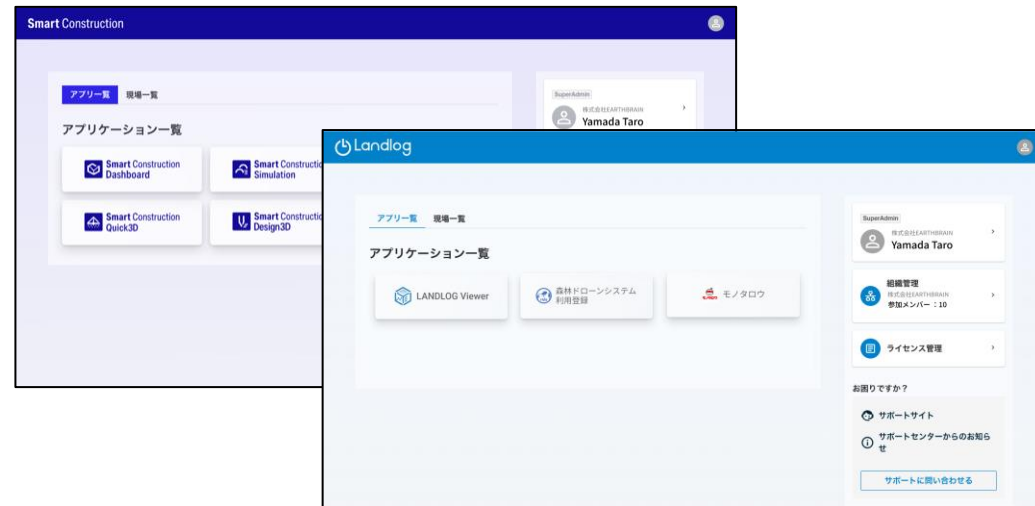 Smart Construction
アプリ一覧 現場一覧
アプリケーション一覧
Smart Construction
Dashboard
Smart Constructio
Simulation
Smart Construction
Quick3D
Smart Constructio
Design3D
SuperAdmin
株式会社EARTHBRAIN
Yamada Taro
Landlog
アプリ一覧 現場一覧
アプリケーション一覧
LANDLOG Viewer
森林ドローンシステム
利用登録
モノタロウ
SuperAdmin
株式会社EARTHBRAIN
Yamada Taro
組織管理
株式会社EARTHBRAIN
参加メンバー:10
ライセンス管理
お困りですか?
サポートサイト
サポートセンターからのお知ら
せ
サポートに問い合わせる